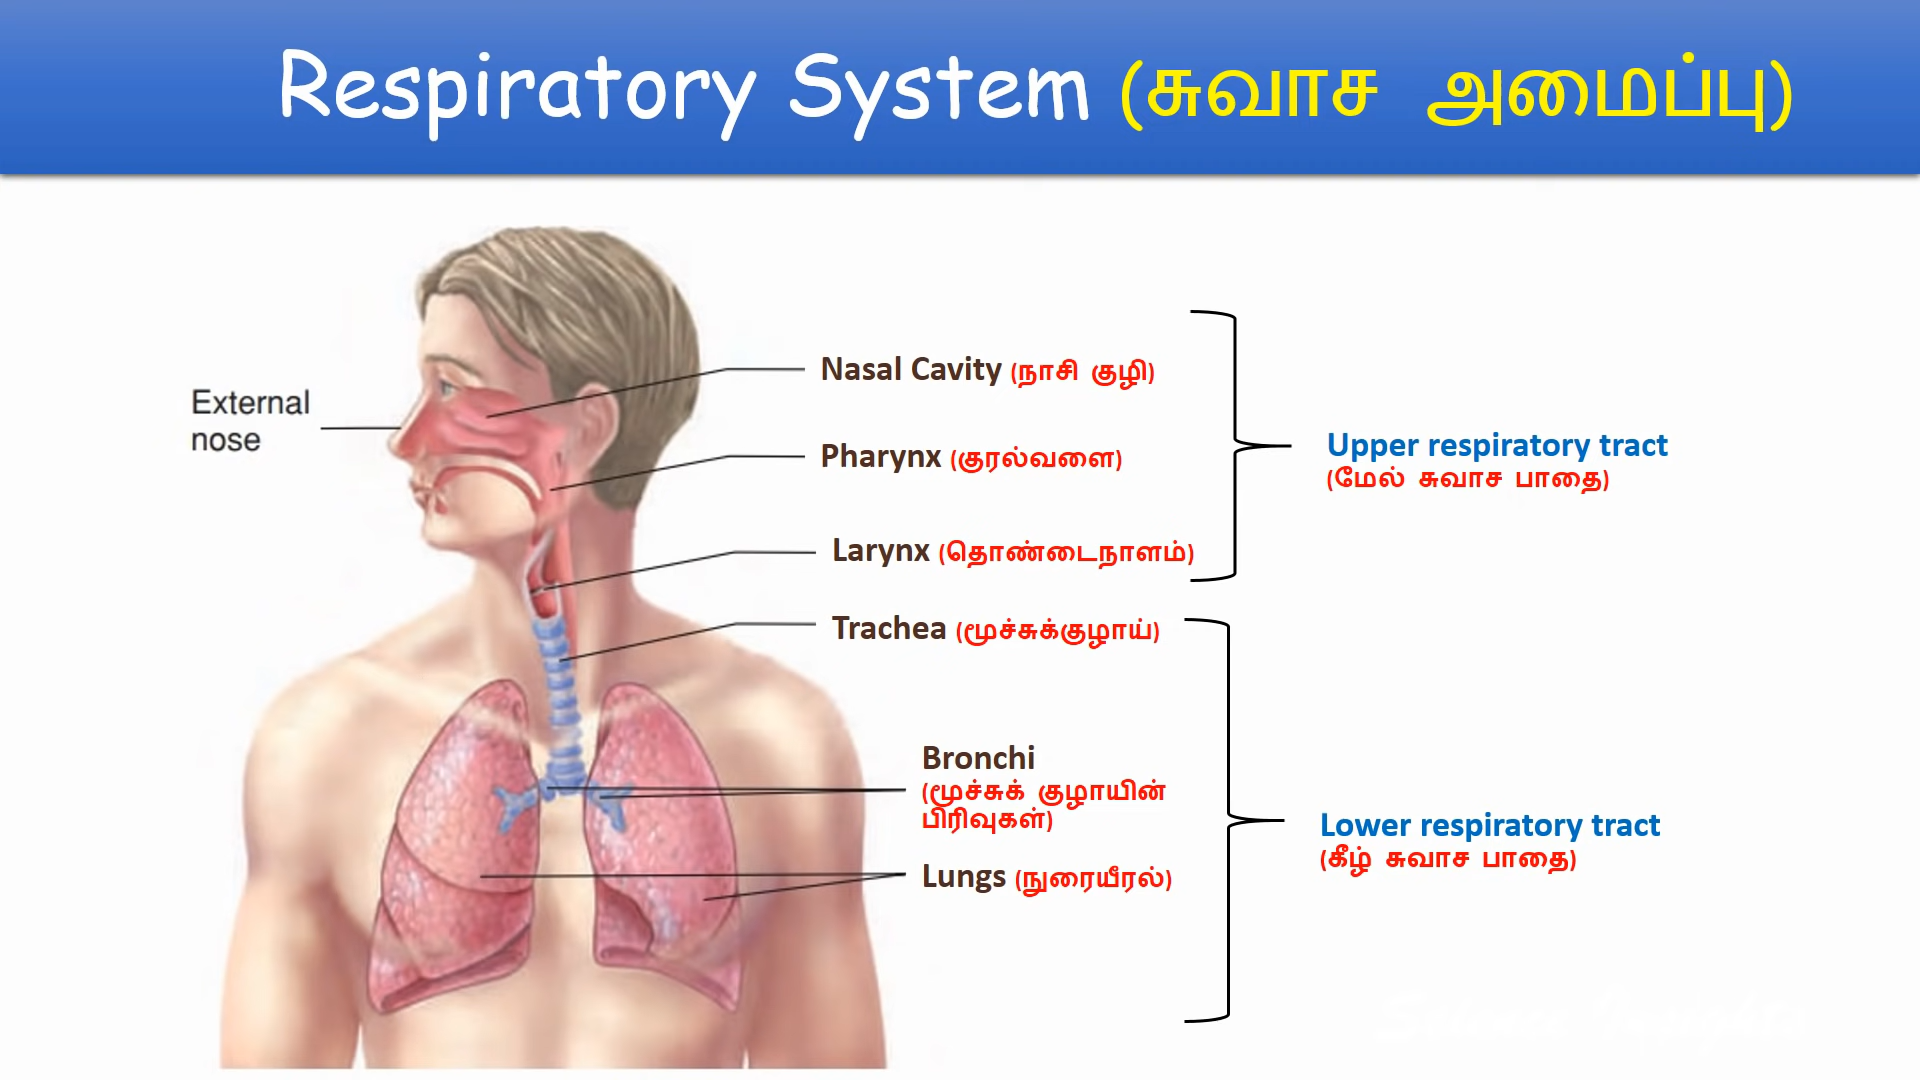 Respiratory System (சுவாச அமைப்பு)
External
nose
Nasal Cavity (நாசி குழி)
Pharynx (குரல்வளை)
Larynx (தொண்டைநாளம்)
Upper respiratory tract
(மேல் சுவாச பாதை)
Trachea (மூச்சுக்குழாய்)
Bronchi
(மூச்சுக் குழாயின்
பிரிவுகள்)
Lungs (நுரையீரல்)
Lower respiratory tract
(கீழ் சுவாச பாதை)